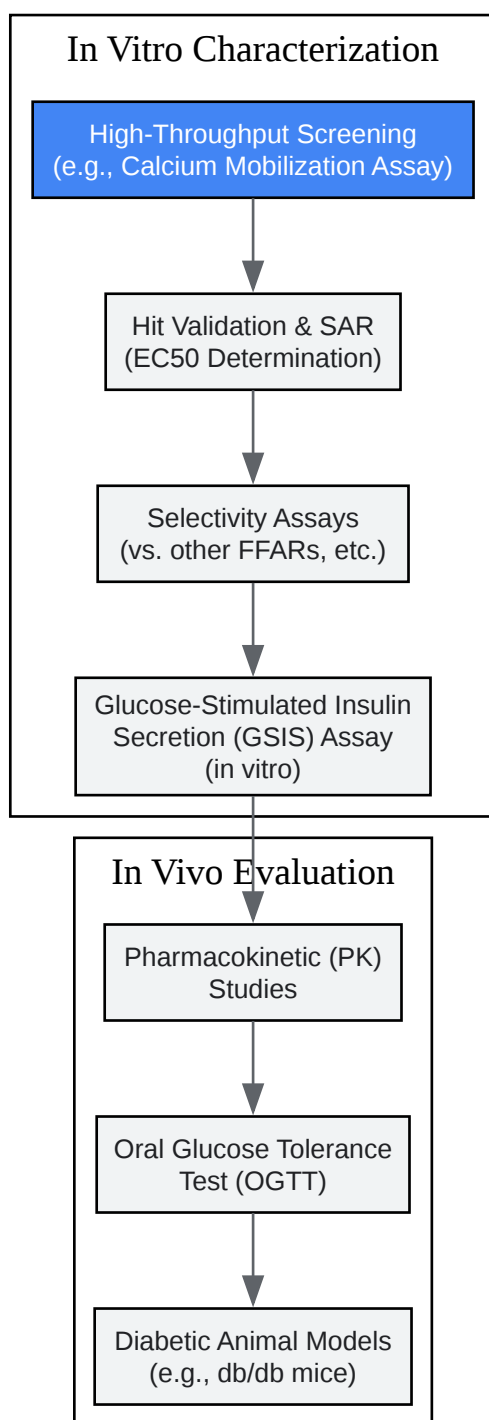 In Vitro Characterization
High-Throughput Screening
(e.g., Calcium Mobilization Assay)
Hit Validation & SAR
(EC50 Determination)
Selectivity Assays
(vs. other FFARs, etc.)
Glucose-Stimulated Insulin
Secretion (GSIS) Assay
(in vitro)
In Vivo Evaluation
Pharmacokinetic (PK)
Studies
Oral Glucose Tolerance
Test (OGTT)
Diabetic Animal Models
(e.g., db/db mice)